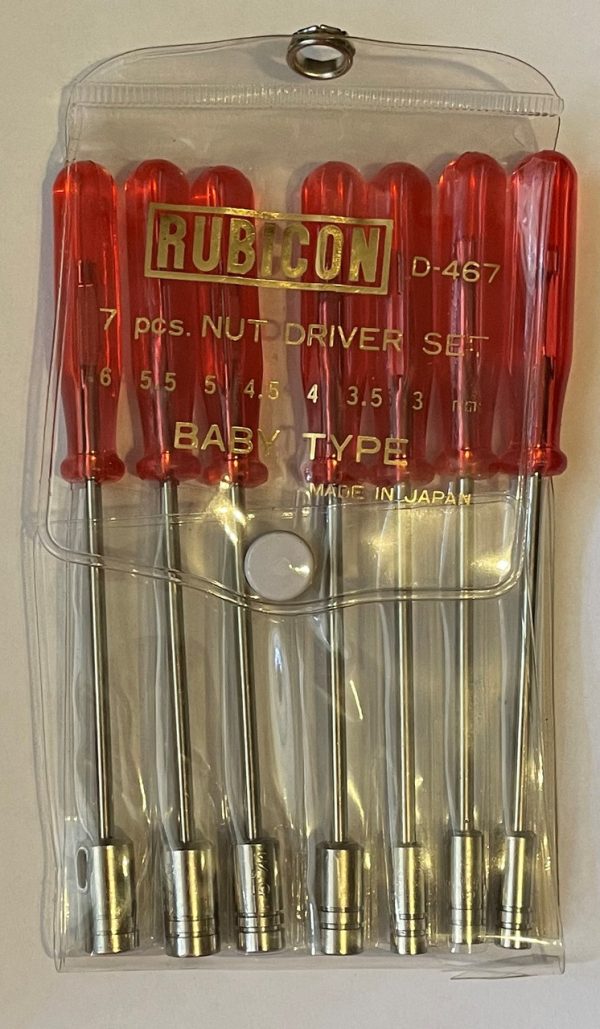 RUBICON
D-467
7 pcs. NUT DRIVER SET
6 5.5 5 4.5 4 3.5 3 mm
BABY TYPE
MADE IN JAPAN